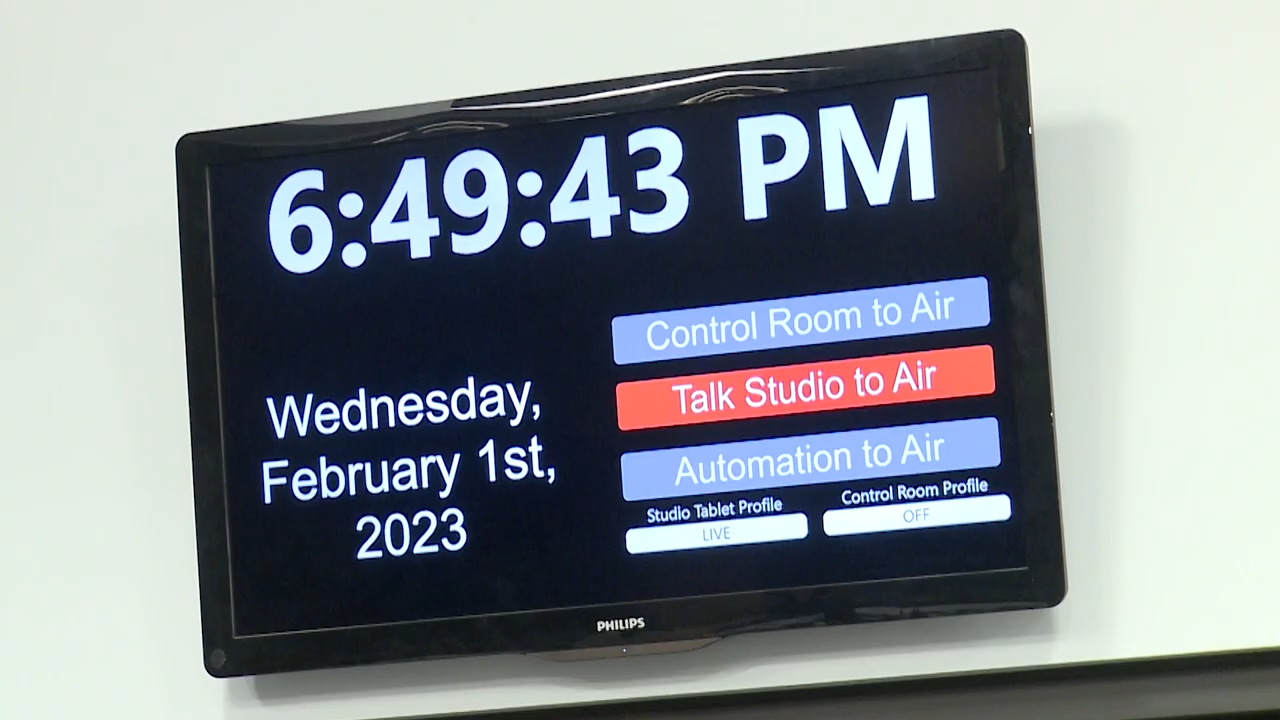 6:49:43 PM
Control Room to Air
Talk Studio to Air
Automation to Air
Wednesday,
February 1st,
2023
Studio Tablet Profile
LIVE
Control Room Profile
OFF
PHILIPS